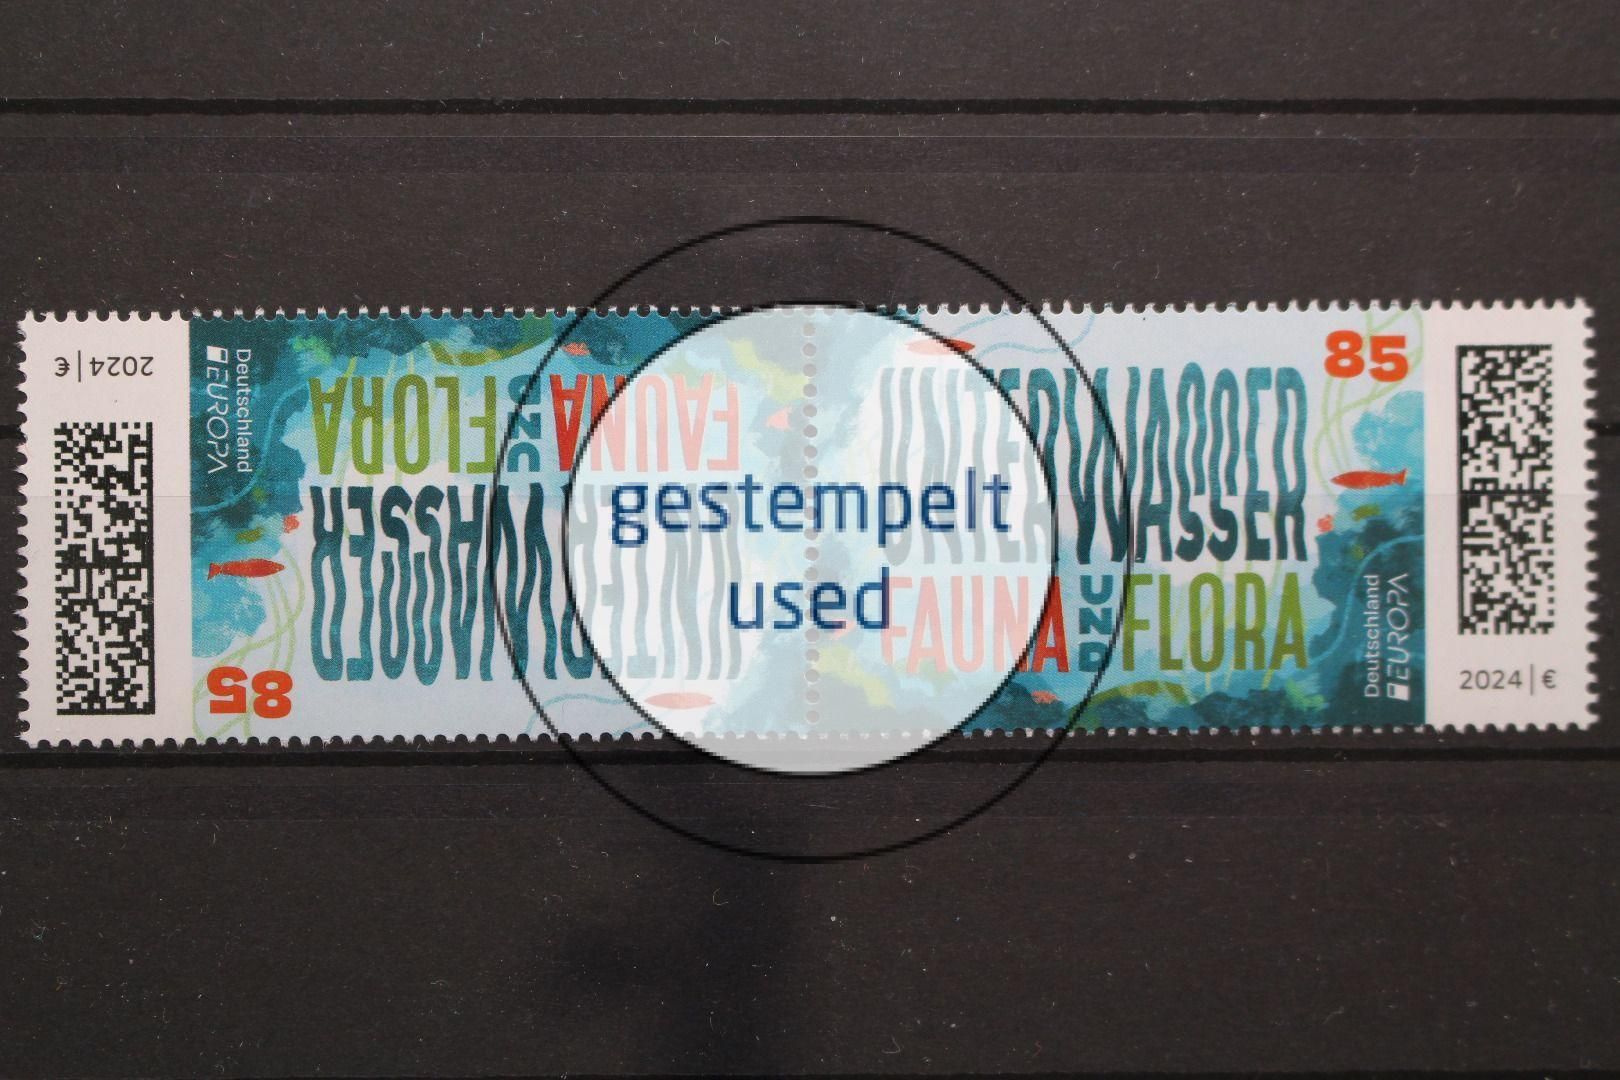 2024 | €
Deutschland
EUROPA
FLORA UND FAUNA
UNTERWASSER
85
gestempelt
used
85
UNTERWASSER
FAUNA UND FLORA
Deutschland
EUROPA
2024 | €